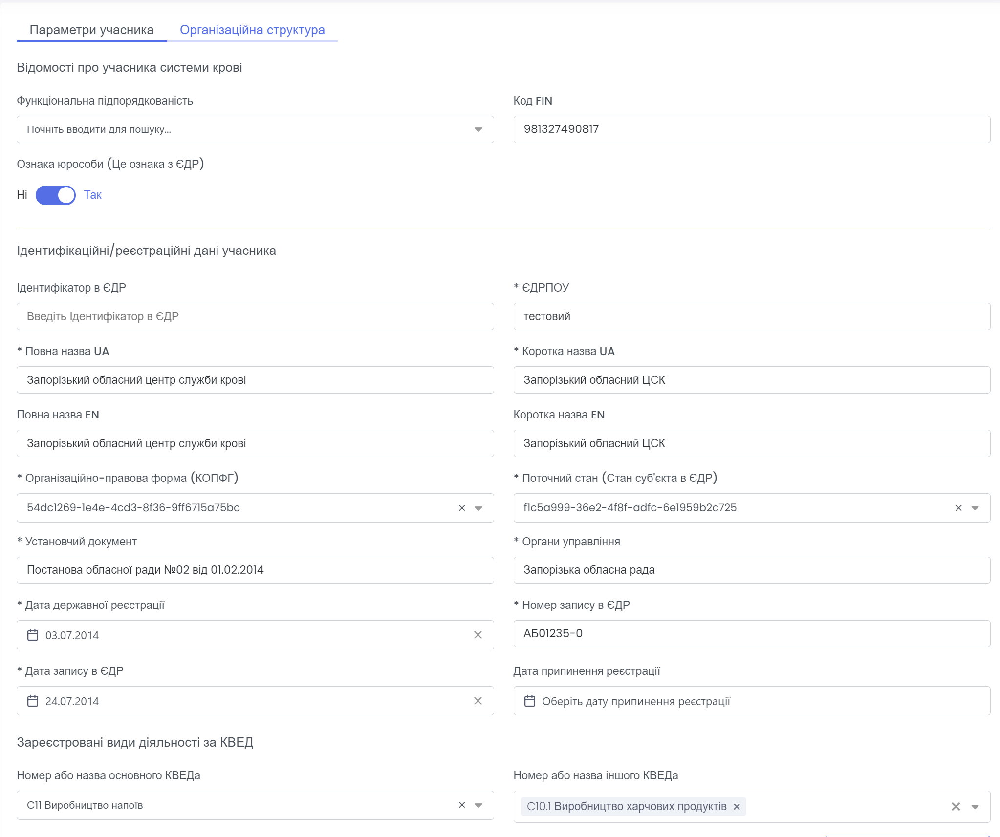 Параметри учасника Організаційна структура
Відомості про учасника системи крові
Функціональна підпорядкованість Код FIN
Почніть вводити для пошуку... 981327490817
Ознака юрособи (Це ознака з ЄДР)
Ні Так
Ідентифікаційні/реєстраційні дані учасника
Ідентифікатор в ЄДР * ЄДРПОУ
Введіть Ідентифікатор в ЄДР тестовий
* Повна назва UA * Коротка назва UA
Запорізький обласний центр служби крові Запорізький обласний ЦСК
Повна назва EN Коротка назва EN
Запорізький обласний центр служби крові Запорізький обласний ЦСК
* Організаційно-правова форма (КОПФГ) * Поточний стан (Стан суб'єкта в ЄДР)
54dc1269-1e4e-4cd3-8f36-9ff6715a75bc f1c5a999-36e2-4f8f-adfc-6e1959b2c725
* Установчий документ * Органи управління
Постанова обласної ради №02 від 01.02.2014 Запорізька обласна рада
* Дата державної реєстрації * Номер запису в ЄДР
03.07.2014 АБ01235-0
* Дата запису в ЄДР Дата припинення реєстрації
24.07.2014 Оберіть дату припинення реєстрації
Зареєстровані види діяльності за КВЕД
Номер або назва основного КВЕДа Номер або назва іншого КВЕДа
C11 Виробництво напоїв C10.1 Виробництво харчових продуктів